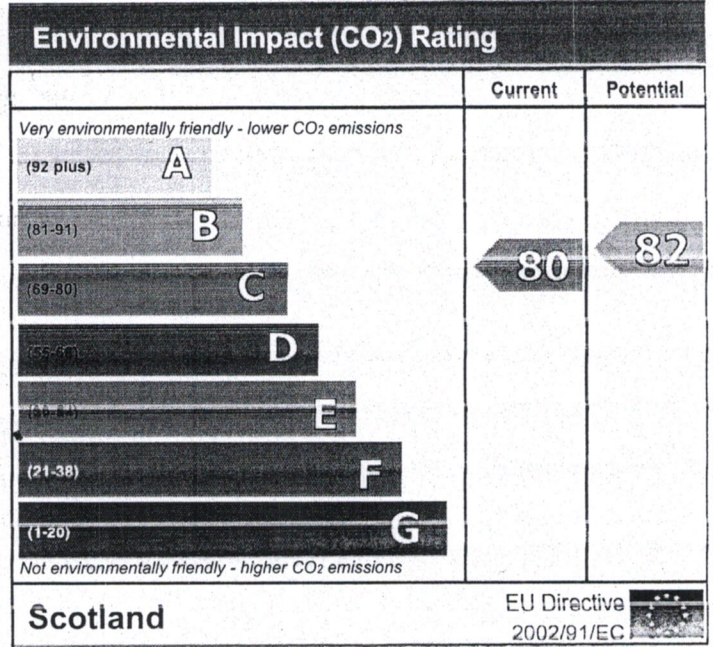 Environmental Impact (CO2) Rating
Current Potential
Very environmentally friendly - lower CO2 emissions
(92 plus) A
(81-91) B
(69-80) C
80
82
D
E
(21-38) F
(1-20) G
Not environmentally friendly - higher CO2 emissions
Scotland
EU Directive
2002/91/EC